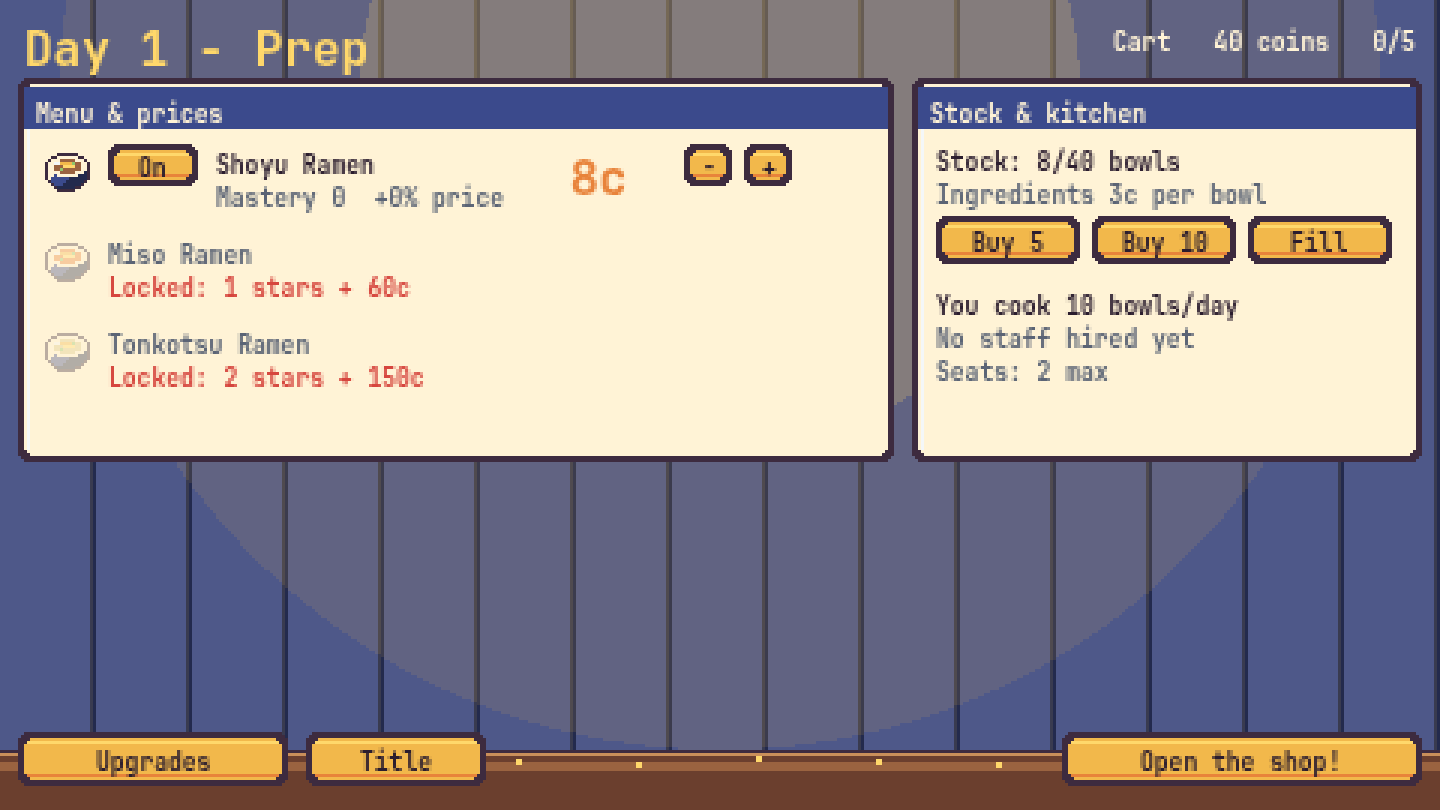 Day 1 - Prep
Cart 40 coins 0/5
Menu & prices
On
Shoyu Ramen
Mastery 0 +0% price
8c
- +
Miso Ramen
Locked: 1 stars + 60c
Tonkotsu Ramen
Locked: 2 stars + 150c
Stock & kitchen
Stock: 8/40 bowls
Ingredients 3c per bowl
Buy 5 Buy 10 Fill
You cook 10 bowls/day
No staff hired yet
Seats: 2 max
Upgrades Title Open the shop!